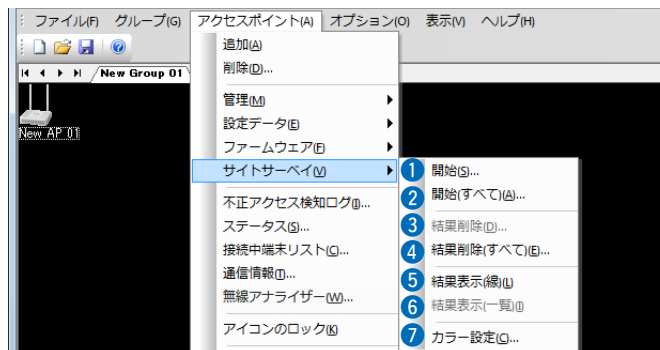 ファイル(F) グループ(G) アクセスポイント(A) オプション(O) 表示(V) ヘルプ(H)
追加(A)
削除(D)...
New Group 01
管理(M)
New AP 01
設定データ(E)
ファームウェア(F)
サイトサーベイ(V)
1 開始(S)...
2 開始(すべて)(A)...
不正アクセス検知ログ(I)...
ステータス(S)...
3 結果削除(D)...
接続中端末リスト(C)...
4 結果削除(すべて)(E)...
通信情報(T)...
5 結果表示(線)(L)
無線アナライザー(W)...
6 結果表示(一覧)(I)
アイコンのロック(K)
7 カラー設定(C)...